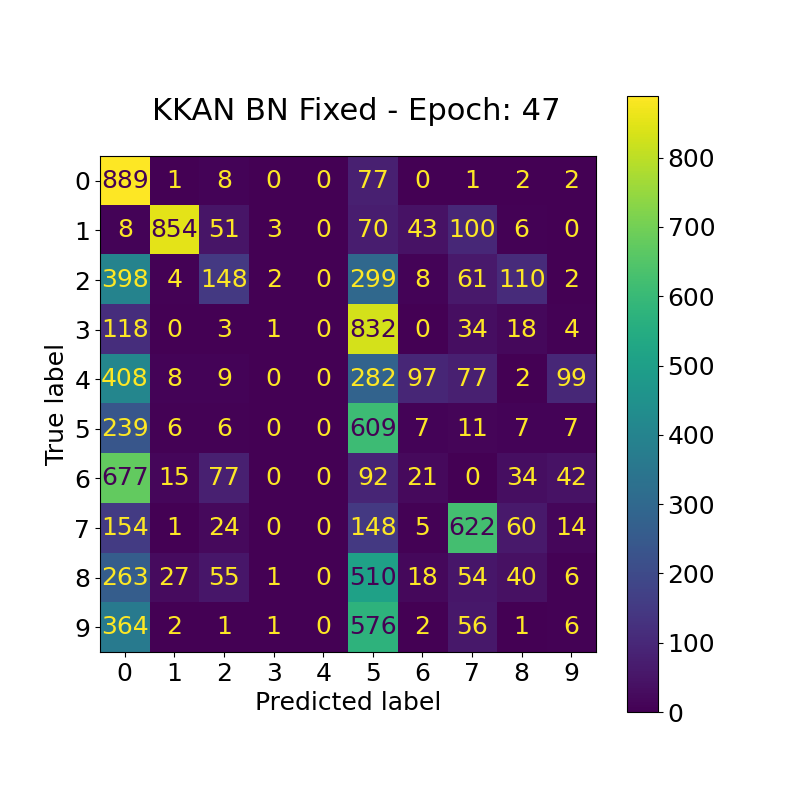 KKAN BN Fixed - Epoch: 47
0 889 1 8 0 0 77 0 1 2 2
1 8 854 51 3 0 70 43 100 6 0
2 398 4 148 2 0 299 8 61 110 2
3 118 0 3 1 0 832 0 34 18 4
4 408 8 9 0 0 282 97 77 2 99
5 239 6 6 0 0 609 7 11 7 7
6 677 15 77 0 0 92 21 0 34 42
7 154 1 24 0 0 148 5 622 60 14
8 263 27 55 1 0 510 18 54 40 6
9 364 2 1 1 0 576 2 56 1 6
0 1 2 3 4 5 6 7 8 9
Predicted label
True label
800
700
600
500
400
300
200
100
0